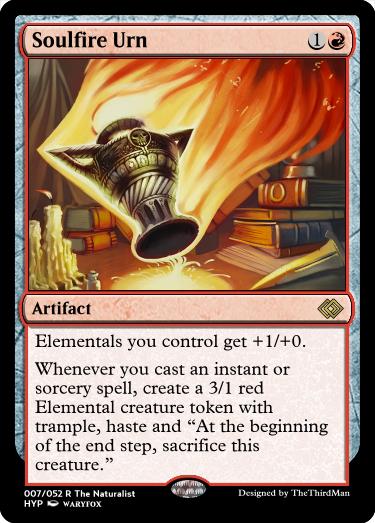 Soulfire Urn 1
Artifact
Elementals you control get +1/+0.
Whenever you cast an instant or
sorcery spell, create a 3/1 red
Elemental creature token with
trample, haste and “At the beginning
of the end step, sacrifice this
creature.”
007/052 R The Naturalist
HYP WARYFOX
Designed by TheThirdMan